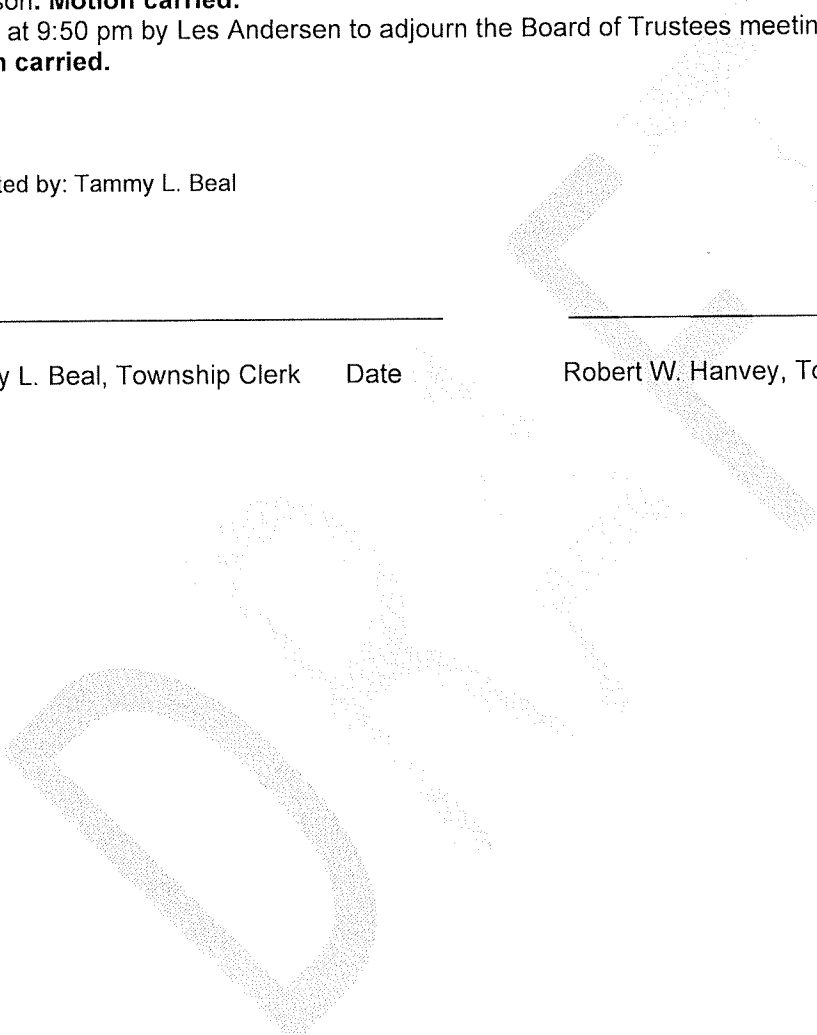 son. Motion carried.
at 9:50 pm by Les Andersen to adjourn the Board of Trustees meetin
n carried.
ted by: Tammy L. Beal
y L. Beal, Township Clerk Date Robert W. Hanvey, To
DRAFT